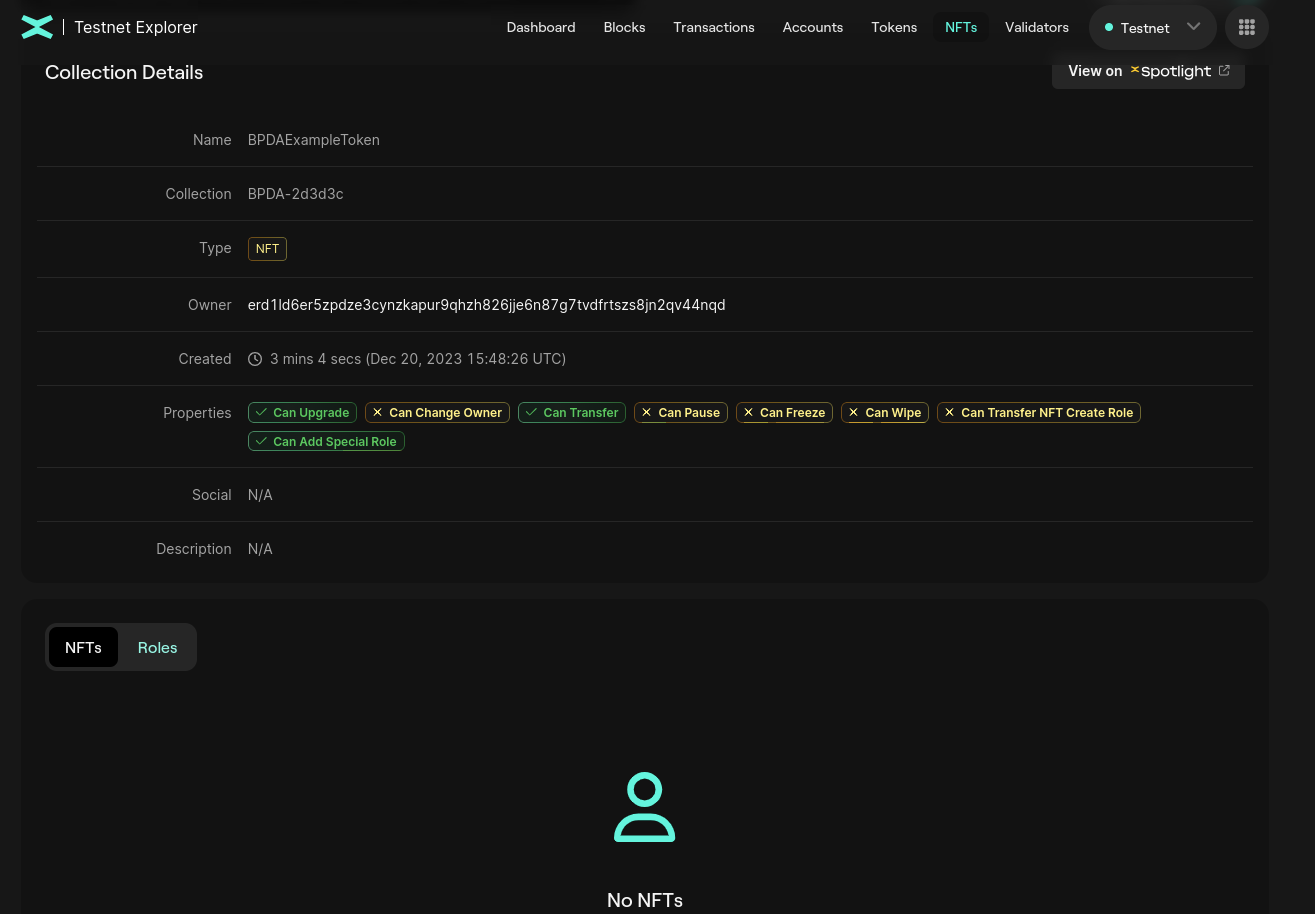 Testnet Explorer Dashboard Blocks Transactions Accounts Tokens NFTs Validators Testnet
Collection Details View on Spotlight
Name BPDAExampleToken
Collection BPDA-2d3d3c
Type NFT
Owner erd1ld6er5zpdze3cynzkapur9qhzh826jje6n87g7tvdfrtszs8jn2qv44nqd
Created 3 mins 4 secs (Dec 20, 2023 15:48:26 UTC)
Properties Can Upgrade Can Change Owner Can Transfer Can Pause Can Freeze Can Wipe Can Transfer NFT Create Role
Can Add Special Role
Social N/A
Description N/A
NFTs Roles
No NFTs